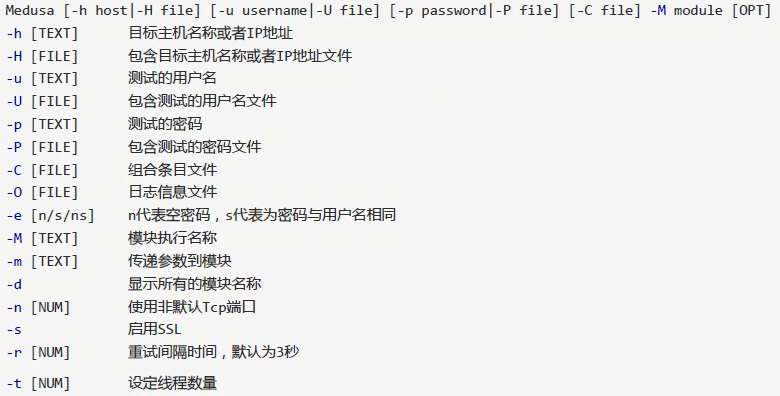 Medusa [-h host|-H file] [-u username|-U file] [-p password|-P file] [-C file] -M module [OPT]
-h [TEXT] 目标主机名称或者IP地址
-H [FILE] 包含目标主机名称或者IP地址文件
-u [TEXT] 测试的用户名
-U [FILE] 包含测试的用户名文件
-p [TEXT] 测试的密码
-P [FILE] 包含测试的密码文件
-C [FILE] 组合条目文件
-O [FILE] 日志信息文件
-e [n/s/ns] n代表空密码，s代表为密码与用户名相同
-M [TEXT] 模块执行名称
-m [TEXT] 传递参数到模块
-d 显示所有的模块名称
-n [NUM] 使用非默认Tcp端口
-s 启用SSL
-r [NUM] 重试间隔时间，默认为3秒
-t [NUM] 设定线程数量